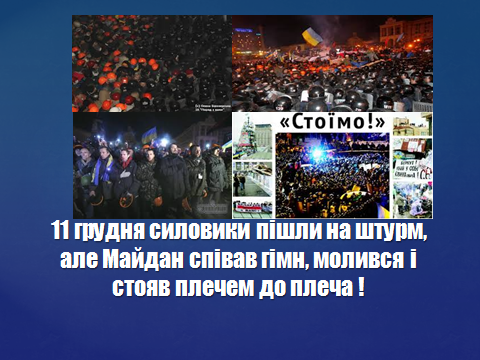 «Стоїмо!»
11 грудня силовики пішли на штурм,
але Майдан співав гімн, молився і
стояв плечем до плеча !